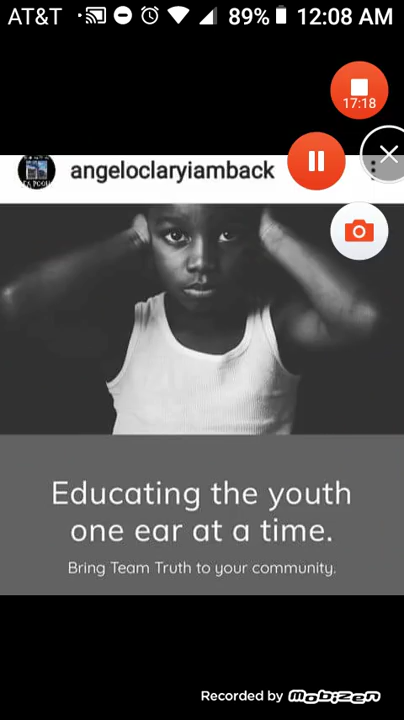 AT&T 89% 12:08 AM
17:18
angeloclaryiamback
Educating the youth
one ear at a time.
Bring Team Truth to your community.
Recorded by mobizen